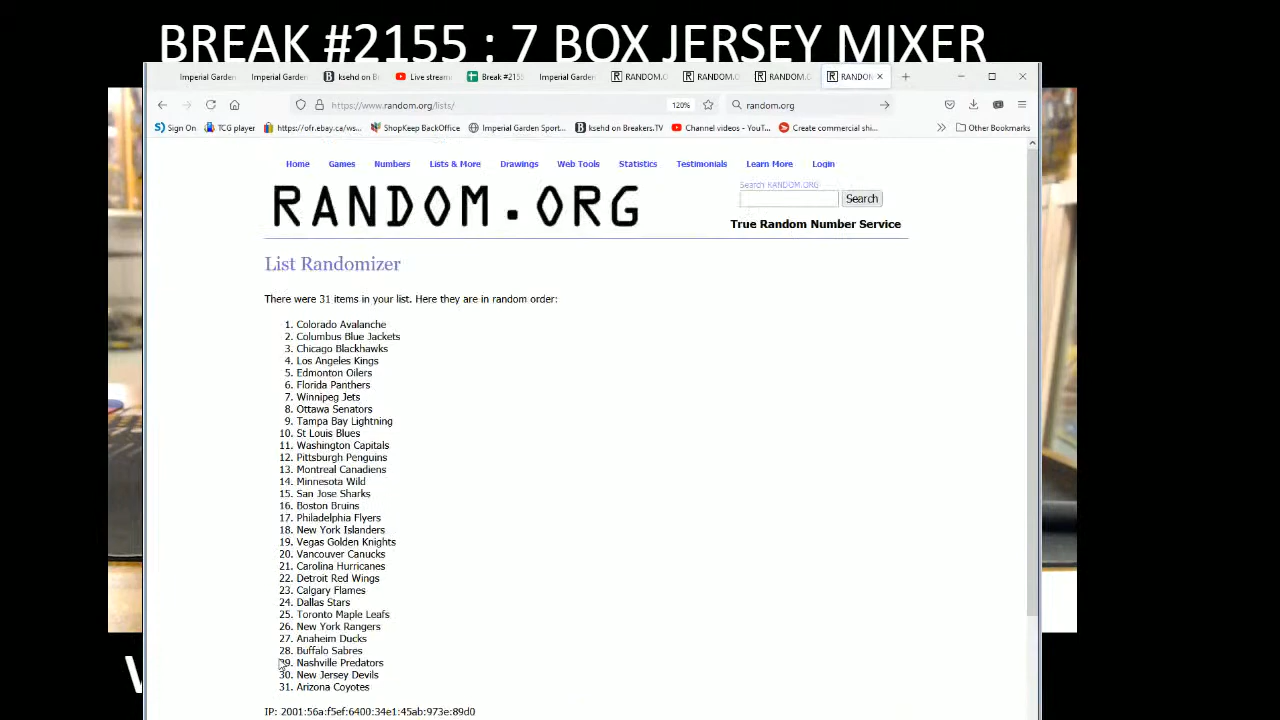 BREAK #2155 : 7 BOX JERSEY MIXER
Imperial Garden Imperial Garden ksehd on B Live stream Break #2155 Imperial Garden RANDOM.O RANDOM.O RANDOM.O RANDOM
https://www.random.org/lists/ 120% random.org
Sign On TCG player https://ofr.ebay.ca/ws... ShopKeep BackOffice Imperial Garden Sport... ksehd on Breakers.TV Channel videos - YouT... Create commercial shi... Other Bookmarks
Home Games Numbers Lists & More Drawings Web Tools Statistics Testimonials Learn More Login
RANDOM.ORG
Search RANDOM.ORG
Search
True Random Number Service
List Randomizer
There were 31 items in your list. Here they are in random order:
1. Colorado Avalanche
2. Columbus Blue Jackets
3. Chicago Blackhawks
4. Los Angeles Kings
5. Edmonton Oilers
6. Florida Panthers
7. Winnipeg Jets
8. Ottawa Senators
9. Tampa Bay Lightning
10. St Louis Blues
11. Washington Capitals
12. Pittsburgh Penguins
13. Montreal Canadiens
14. Minnesota Wild
15. San Jose Sharks
16. Boston Bruins
17. Philadelphia Flyers
18. New York Islanders
19. Vegas Golden Knights
20. Vancouver Canucks
21. Carolina Hurricanes
22. Detroit Red Wings
23. Calgary Flames
24. Dallas Stars
25. Toronto Maple Leafs
26. New York Rangers
27. Anaheim Ducks
28. Buffalo Sabres
29. Nashville Predators
30. New Jersey Devils
31. Arizona Coyotes
IP: 2001:56a:f5ef:6400:34e1:45ab:973e:89d0